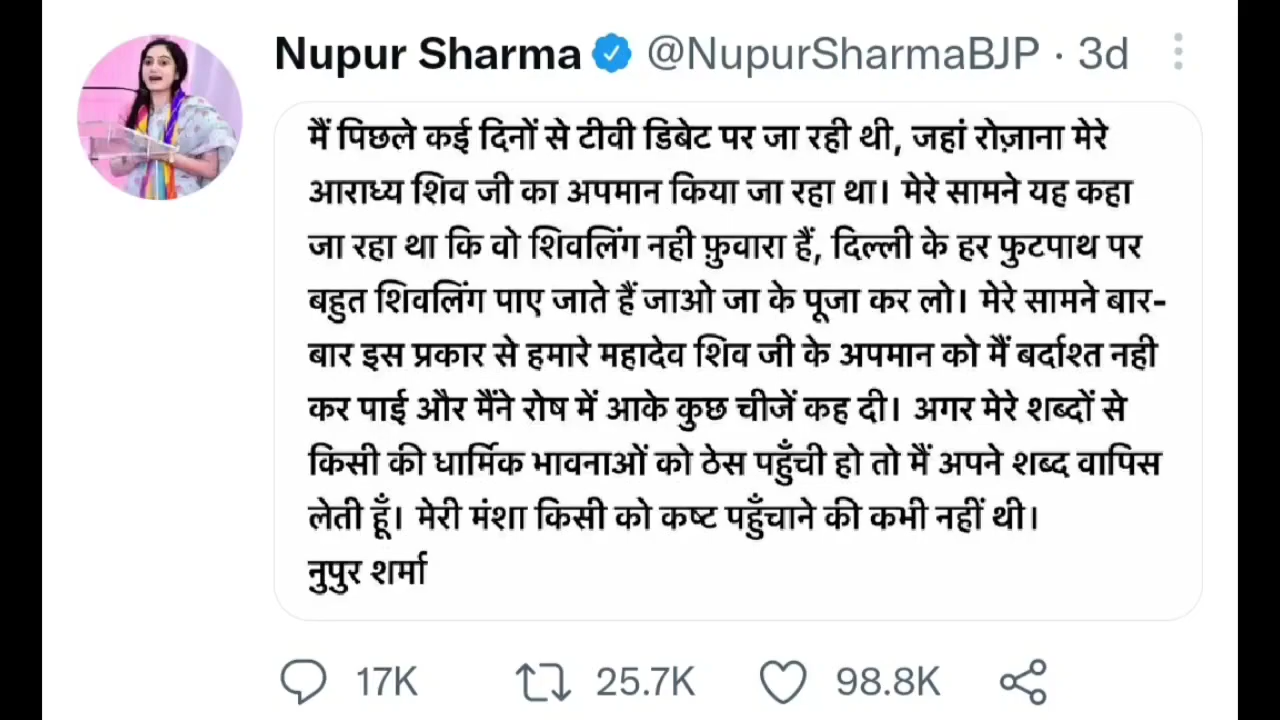 Nupur Sharma @NupurSharmaBJP · 3d
मैं पिछले कई दिनों से टीवी डिबेट पर जा रही थी, जहां रोज़ाना मेरे
आराध्य शिव जी का अपमान किया जा रहा था। मेरे सामने यह कहा
जा रहा था कि वो शिवलिंग नही फ़ुवारा हैं, दिल्ली के हर फुटपाथ पर
बहुत शिवलिंग पाए जाते हैं जाओ जा के पूजा कर लो। मेरे सामने बार-
बार इस प्रकार से हमारे महादेव शिव जी के अपमान को मैं बर्दाश्त नही
कर पाई और मैंने रोष में आके कुछ चीजें कह दी। अगर मेरे शब्दों से
किसी की धार्मिक भावनाओं को ठेस पहुँची हो तो मैं अपने शब्द वापिस
लेती हूँ। मेरी मंशा किसी को कष्ट पहुँचाने की कभी नहीं थी।
नुपुर शर्मा
17K 25.7K 98.8K